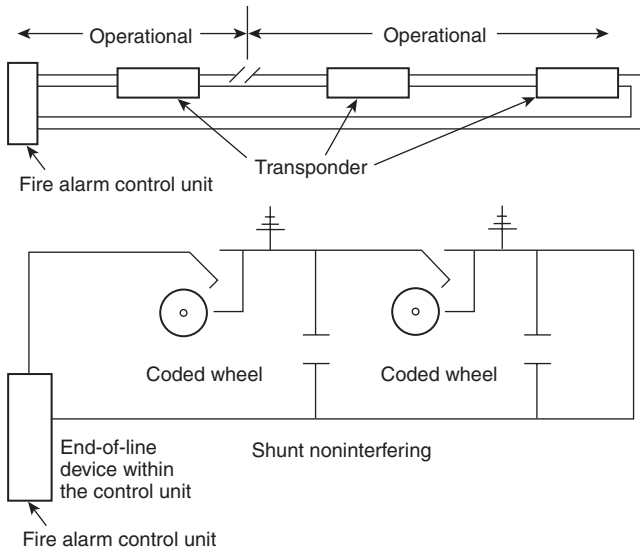 Operational
Operational
Transponder
Fire alarm control unit
Coded wheel
Coded wheel
End-of-line
device within
the control unit
Shunt noninterfering
Fire alarm control unit